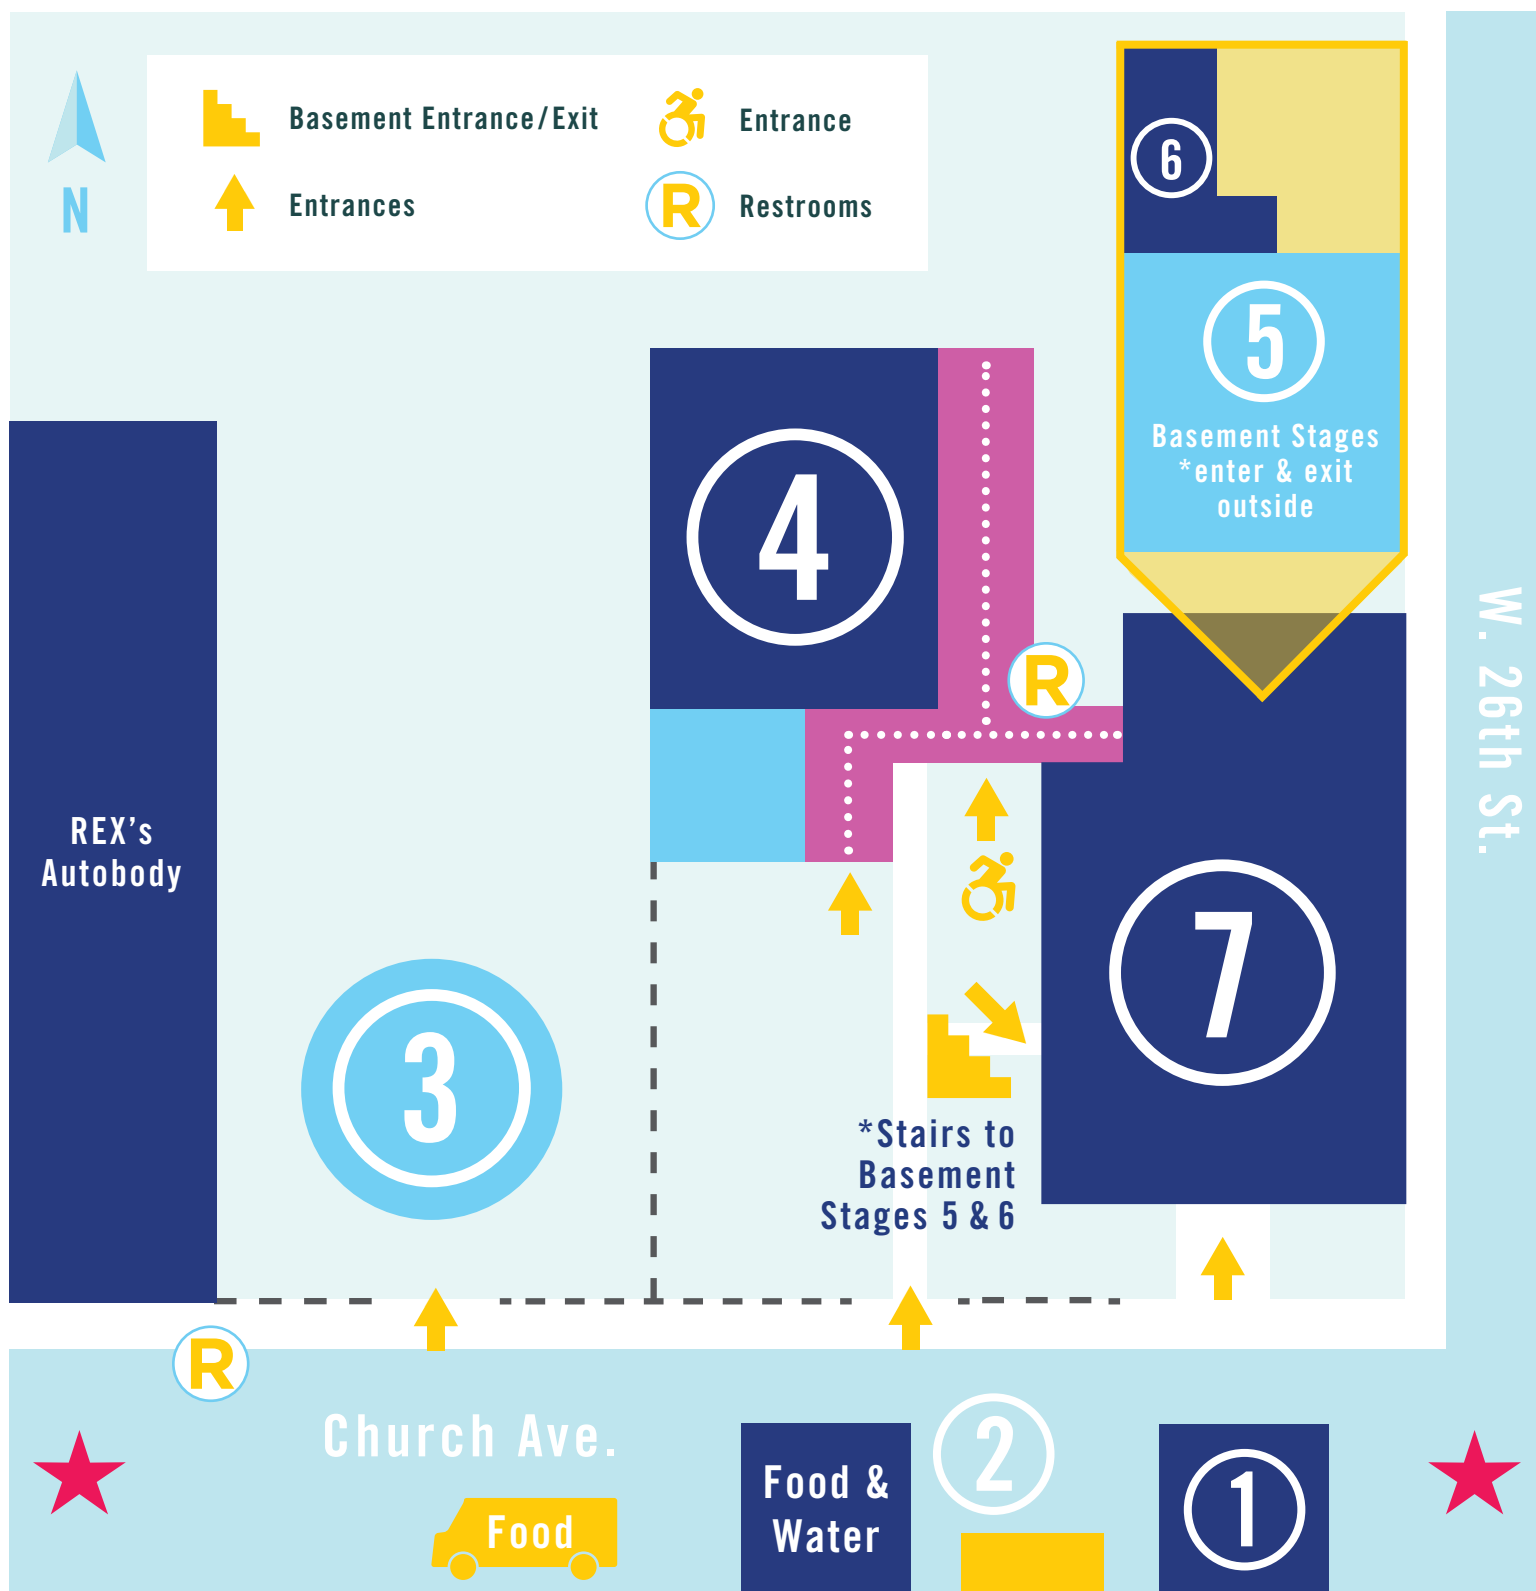 N
Basement Entrance/Exit
Entrance
Entrances
R
Restrooms
6
5
Basement Stages
*enter & exit
outside
4
W. 26th St.
R
REX's
Autobody
7
3
*Stairs to
Basement
Stages 5 & 6
R
Church Ave.
2
Food &
Water
1
Food